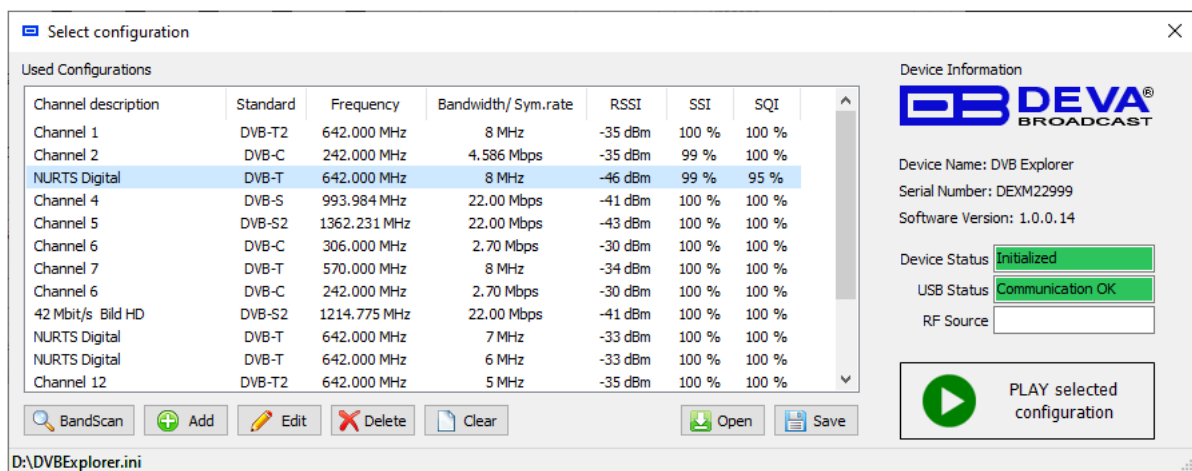 Select configuration
Used Configurations
Channel description Standard Frequency Bandwidth/ Sym.rate RSSI SSI SQI
Channel 1 DVB-T2 642.000 MHz 8 MHz -35 dBm 100 % 100 %
Channel 2 DVB-C 242.000 MHz 4.586 Mbps -35 dBm 99 % 100 %
NURTS Digital DVB-T 642.000 MHz 8 MHz -46 dBm 99 % 95 %
Channel 4 DVB-S 993.984 MHz 22.00 Mbps -41 dBm 100 % 100 %
Channel 5 DVB-S2 1362.231 MHz 22.00 Mbps -43 dBm 100 % 100 %
Channel 6 DVB-C 306.000 MHz 2.70 Mbps -30 dBm 100 % 100 %
Channel 7 DVB-T 570.000 MHz 8 MHz -34 dBm 100 % 100 %
Channel 6 DVB-C 242.000 MHz 2.70 Mbps -30 dBm 100 % 100 %
42 Mbit/s Bild HD DVB-S2 1214.775 MHz 22.00 Mbps -41 dBm 100 % 100 %
NURTS Digital DVB-T 642.000 MHz 7 MHz -33 dBm 100 % 100 %
NURTS Digital DVB-T 642.000 MHz 6 MHz -33 dBm 100 % 100 %
Channel 12 DVB-T2 642.000 MHz 5 MHz -35 dBm 100 % 100 %
BandScan Add Edit Delete Clear Open Save
D:\DVBExplorer.ini
Device Information
DEVA®
BROADCAST
Device Name: DVB Explorer
Serial Number: DEXM22999
Software Version: 1.0.0.14
Device Status Initialized
USB Status Communication OK
RF Source
PLAY selected
configuration